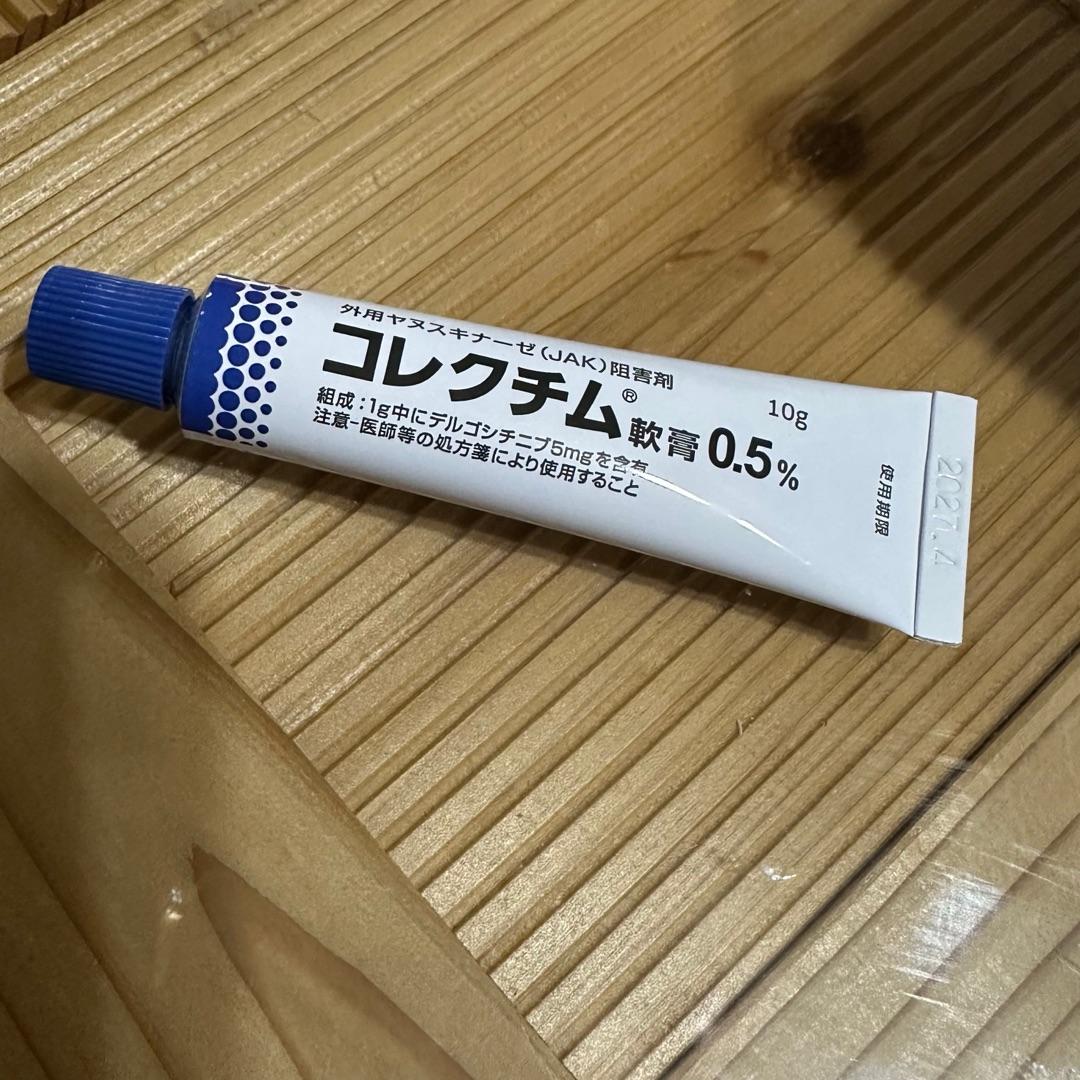 外用ヤヌスキナーゼ(JAK)阻害剤
コレクチム®軟膏0.5%
10g
組成:1g中にデルゴシチニブ5mgを含有
注意-医師等の処方箋により使用すること
使用期限
2027.4